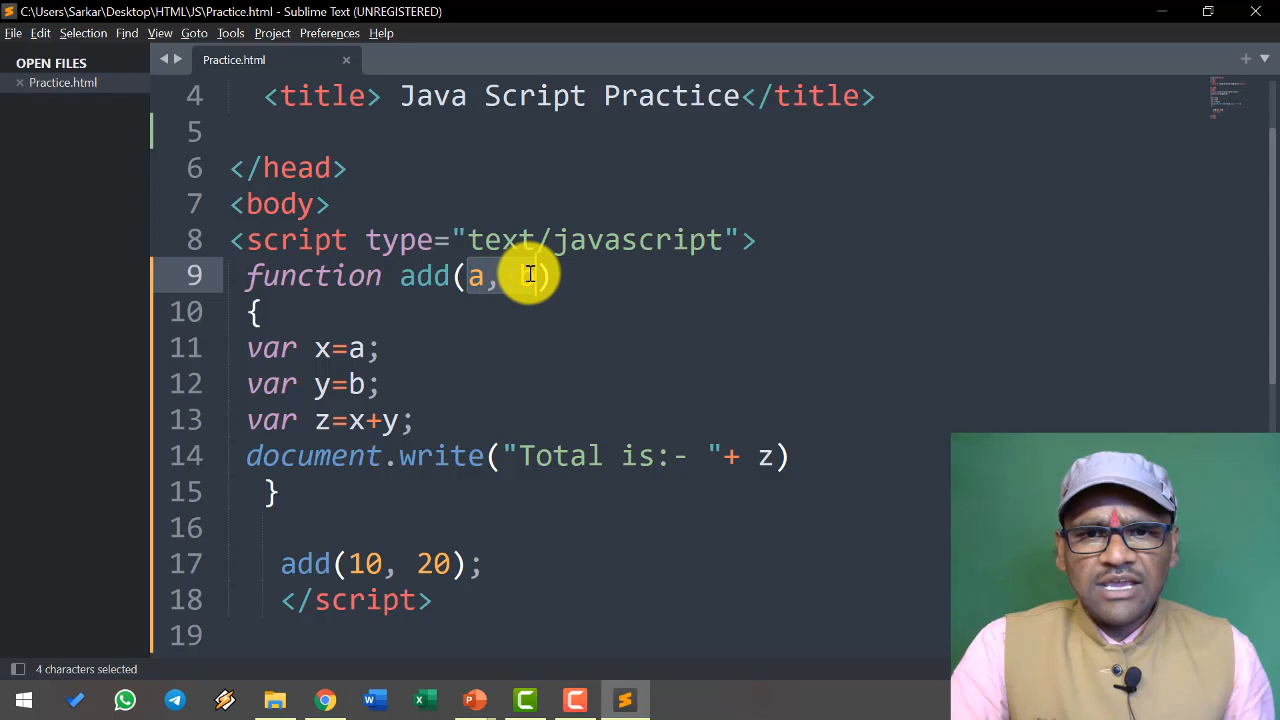 C:\Users\Sarkar\Desktop\HTML\JS\Practice.html - Sublime Text (UNREGISTERED)
File Edit Selection Find View Goto Tools Project Preferences Help
OPEN FILES
Practice.html
Practice.html
4 <title> Java Script Practice</title>
5
6 </head>
7 <body>
8 <script type="text/javascript">
9 function add(a, b)
10 {
11 var x=a;
12 var y=b;
13 var z=x+y;
14 document.write("Total is:- "+ z)
15 }
16
17 add(10, 20);
18 </script>
19
4 characters selected